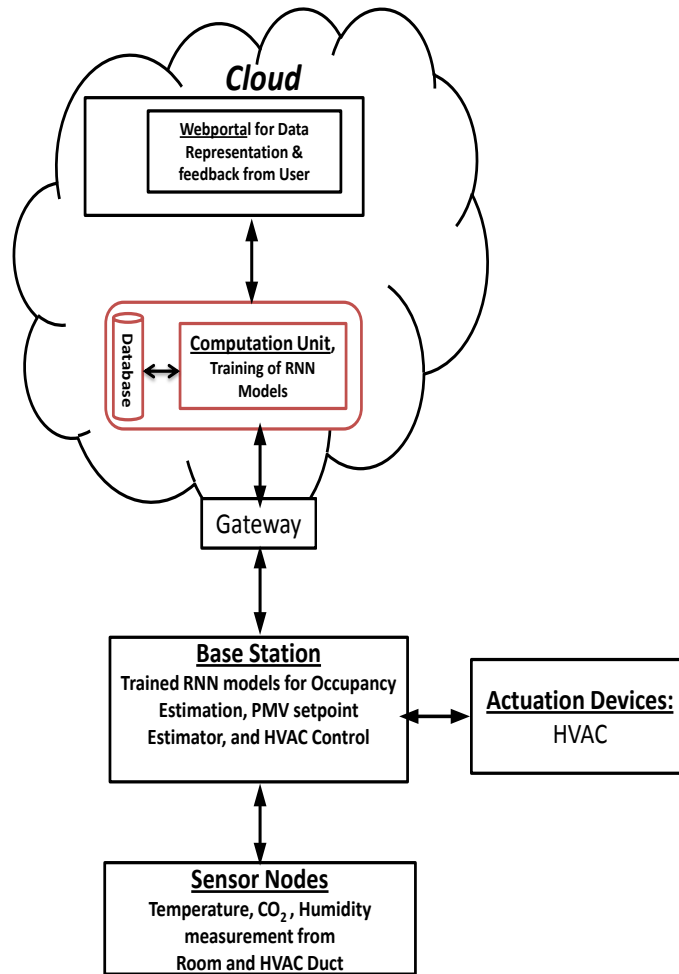 Cloud
Webportal for Data
Representation &
feedback from User
Database
Computation Unit,
Training of RNN
Models
Gateway
Base Station
Trained RNN models for Occupancy
Estimation, PMV setpoint
Estimator, and HVAC Control
Actuation Devices:
HVAC
Sensor Nodes
Temperature, CO₂ , Humidity
measurement from
Room and HVAC Duct